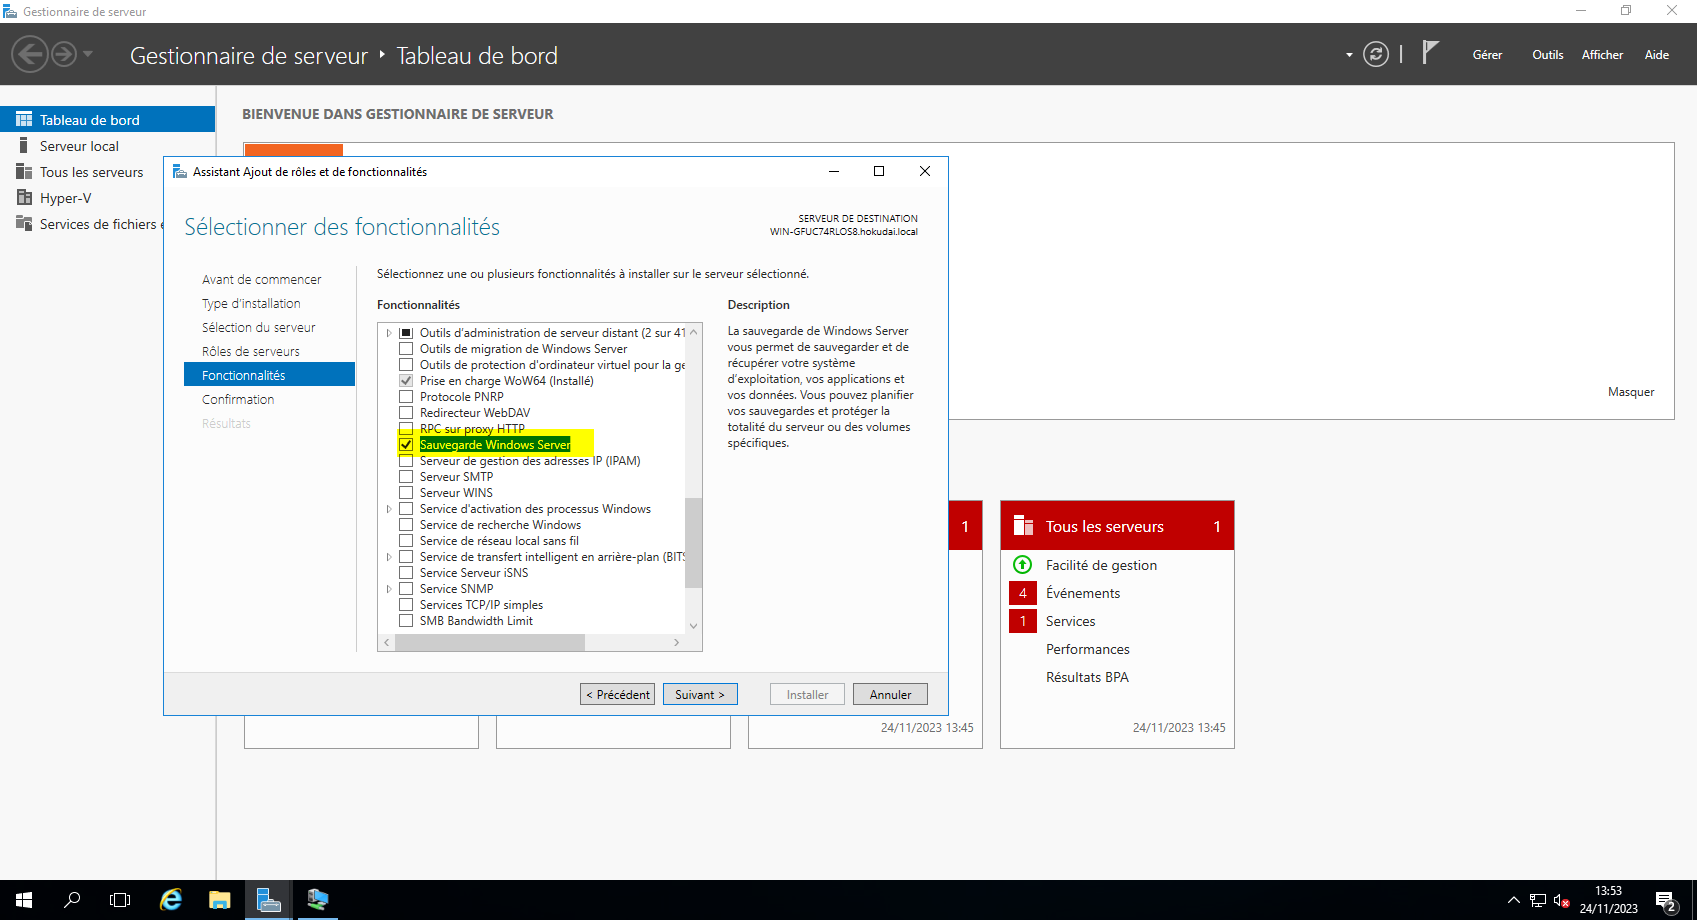 Gestionnaire de serveur
Gestionnaire de serveur ‣ Tableau de bord
Gérer Outils Afficher Aide
Tableau de bord
Serveur local
Tous les serveurs
Hyper-V
Services de fichiers e
BIENVENUE DANS GESTIONNAIRE DE SERVEUR
Assistant Ajout de rôles et de fonctionnalités
Sélectionner des fonctionnalités
SERVEUR DE DESTINATION
WIN-GFUC74RLOS8.hokudai.local
Avant de commencer
Type d'installation
Sélection du serveur
Rôles de serveurs
Fonctionnalités
Confirmation
Résultats
Sélectionnez une ou plusieurs fonctionnalités à installer sur le serveur sélectionné.
Fonctionnalités
Outils d'administration de serveur distant (2 sur 41
Outils de migration de Windows Server
Outils de protection d'ordinateur virtuel pour la ge
Prise en charge WoW64 (Installé)
Protocole PNRP
Redirecteur WebDAV
RPC sur proxy HTTP
Sauvegarde Windows Server
Serveur de gestion des adresses IP (IPAM)
Serveur SMTP
Serveur WINS
Service d'activation des processus Windows
Service de recherche Windows
Service de réseau local sans fil
Service de transfert intelligent en arrière-plan (BITS
Service Serveur iSNS
Service SNMP
Services TCP/IP simples
SMB Bandwidth Limit
Description
La sauvegarde de Windows Server
vous permet de sauvegarder et de
récupérer votre système
d'exploitation, vos applications et
vos données. Vous pouvez planifier
vos sauvegardes et protéger la
totalité du serveur ou des volumes
spécifiques.
< Précédent Suivant > Installer Annuler
Masquer
1
24/11/2023 13:45
Tous les serveurs 1
Facilité de gestion
4 Événements
1 Services
Performances
Résultats BPA
24/11/2023 13:45
13:53
24/11/2023
2